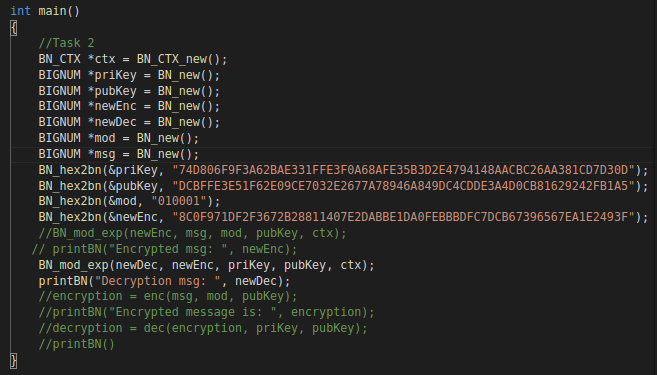 int main()
{
//Task 2
BN_CTX *ctx = BN_CTX_new();
BIGNUM *priKey = BN_new();
BIGNUM *pubKey = BN_new();
BIGNUM *newEnc = BN_new();
BIGNUM *newDec = BN_new();
BIGNUM *mod = BN_new();
BIGNUM *msg = BN_new();
BN_hex2bn(&priKey, "74D806F9F3A62BAE331FFE3F0A68AFE35B3D2E4794148AACBC26AA381CD7D30D");
BN_hex2bn(&pubKey, "DCBFFE3E51F62E09CE7032E2677A78946A849DC4CDDE3A4D0CB81629242FB1A5");
BN_hex2bn(&mod, "010001");
BN_hex2bn(&newEnc, "8C0F971DF2F3672B28811407E2DABBE1DA0FEBBBDFC7DCB67396567EA1E2493F");
//BN_mod_exp(newEnc, msg, mod, pubKey, ctx);
// printBN("Encrypted msg: ", newEnc);
BN_mod_exp(newDec, newEnc, priKey, pubKey, ctx);
printBN("Decryption msg: ", newDec);
//encryption = enc(msg, mod, pubKey);
//printBN("Encrypted message is: ", encryption);
//decryption = dec(encryption, priKey, pubKey);
//printBN()
}